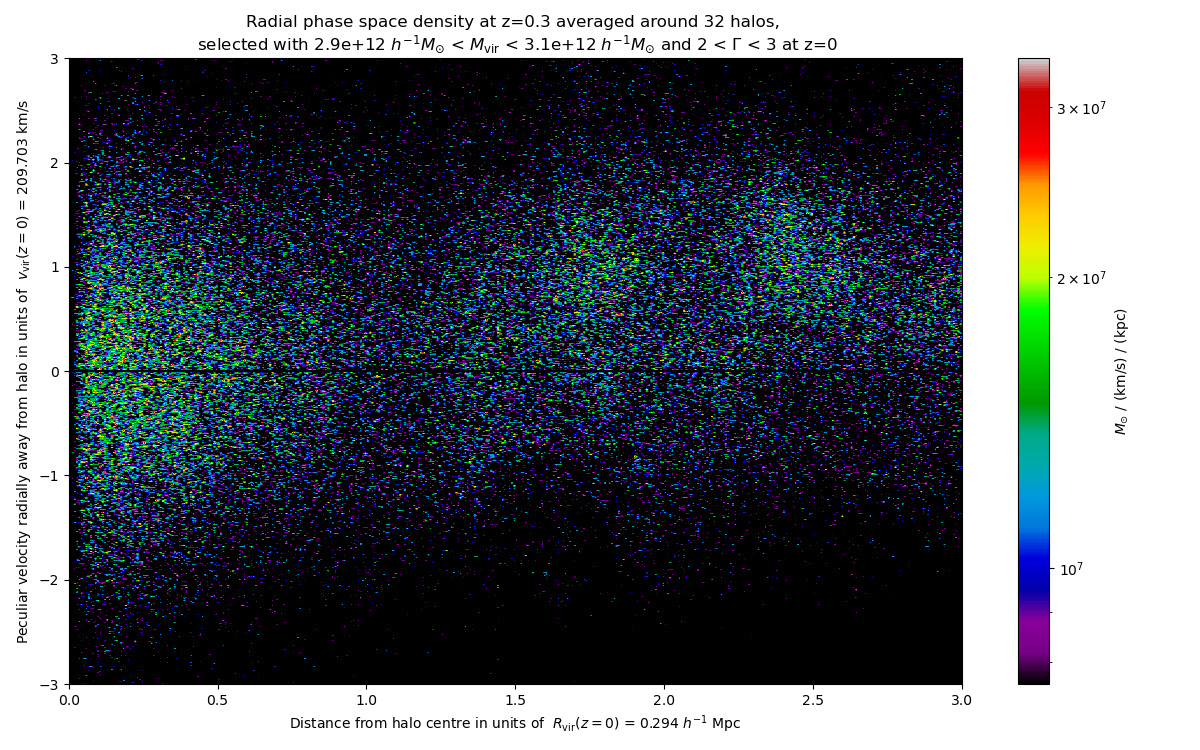 Radial phase space density at z=0.3 averaged around 32 halos,
selected with 2.9e+12 h⁻¹M⊙ < Mvir < 3.1e+12 h⁻¹M⊙ and 2 < Γ < 3 at z=0
Peculiar velocity radially away from halo in units of vvir(z = 0) = 209.703 km/s
3
2
1
0
−1
−2
−3
0.0 0.5 1.0 1.5 2.0 2.5 3.0
Distance from halo centre in units of Rvir(z = 0) = 0.294 h⁻¹ Mpc
3 × 10⁷
2 × 10⁷
10⁷
M⊙ / (km/s) / (kpc)